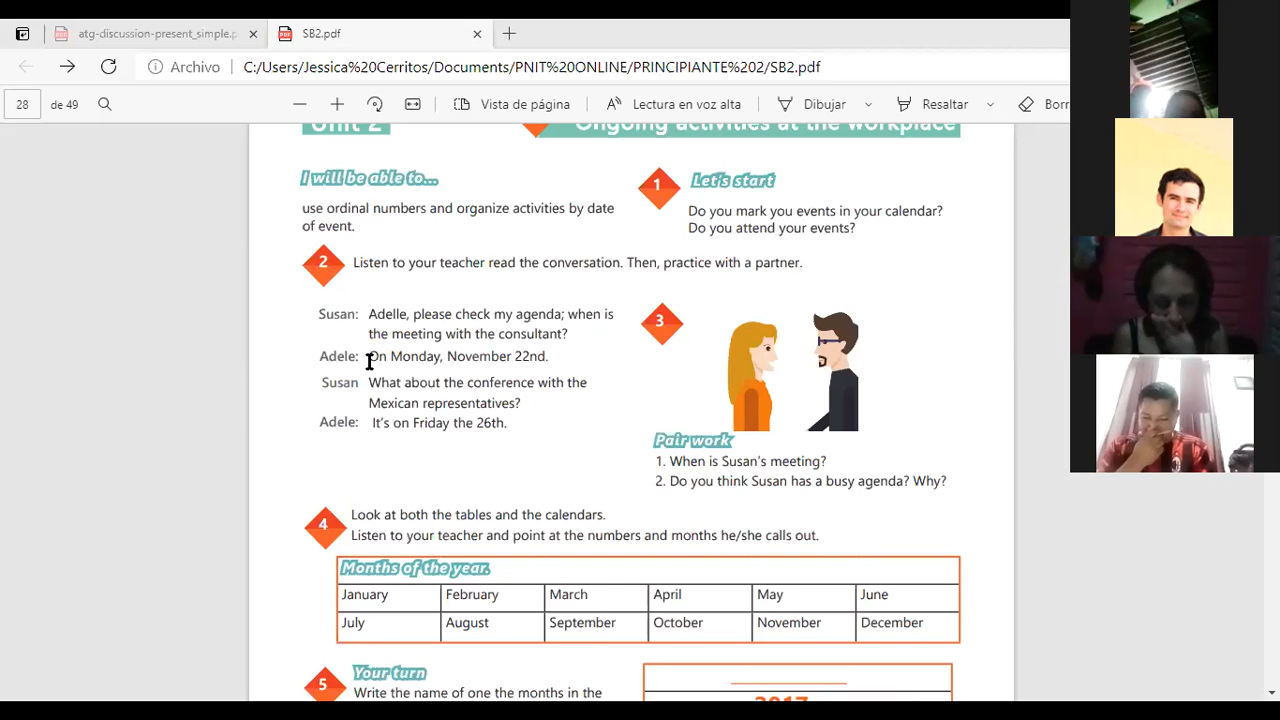 atg-discussion-present_simple.p
SB2.pdf
Archivo
C:/Users/Jessica%20Cerritos/Documents/PNIT%20ONLINE/PRINCIPIANTE%202/SB2.pdf
28
de 49
Vista de página
Lectura en voz alta
Dibujar
Resaltar
Borr
Unit 2
Ongoing activities at the workplace
I will be able to...
use ordinal numbers and organize activities by date
of event.
1
Let's start
Do you mark you events in your calendar?
Do you attend your events?
2
Listen to your teacher read the conversation. Then, practice with a partner.
Susan: Adelle, please check my agenda; when is
the meeting with the consultant?
Adele: On Monday, November 22nd.
Susan What about the conference with the
Mexican representatives?
Adele: It's on Friday the 26th.
3
Pair work
1. When is Susan's meeting?
2. Do you think Susan has a busy agenda? Why?
4
Look at both the tables and the calendars.
Listen to your teacher and point at the numbers and months he/she calls out.
Months of the year.
January February March April May June
July August September October November December
5
Your turn
Write the name of one the months in the
2017